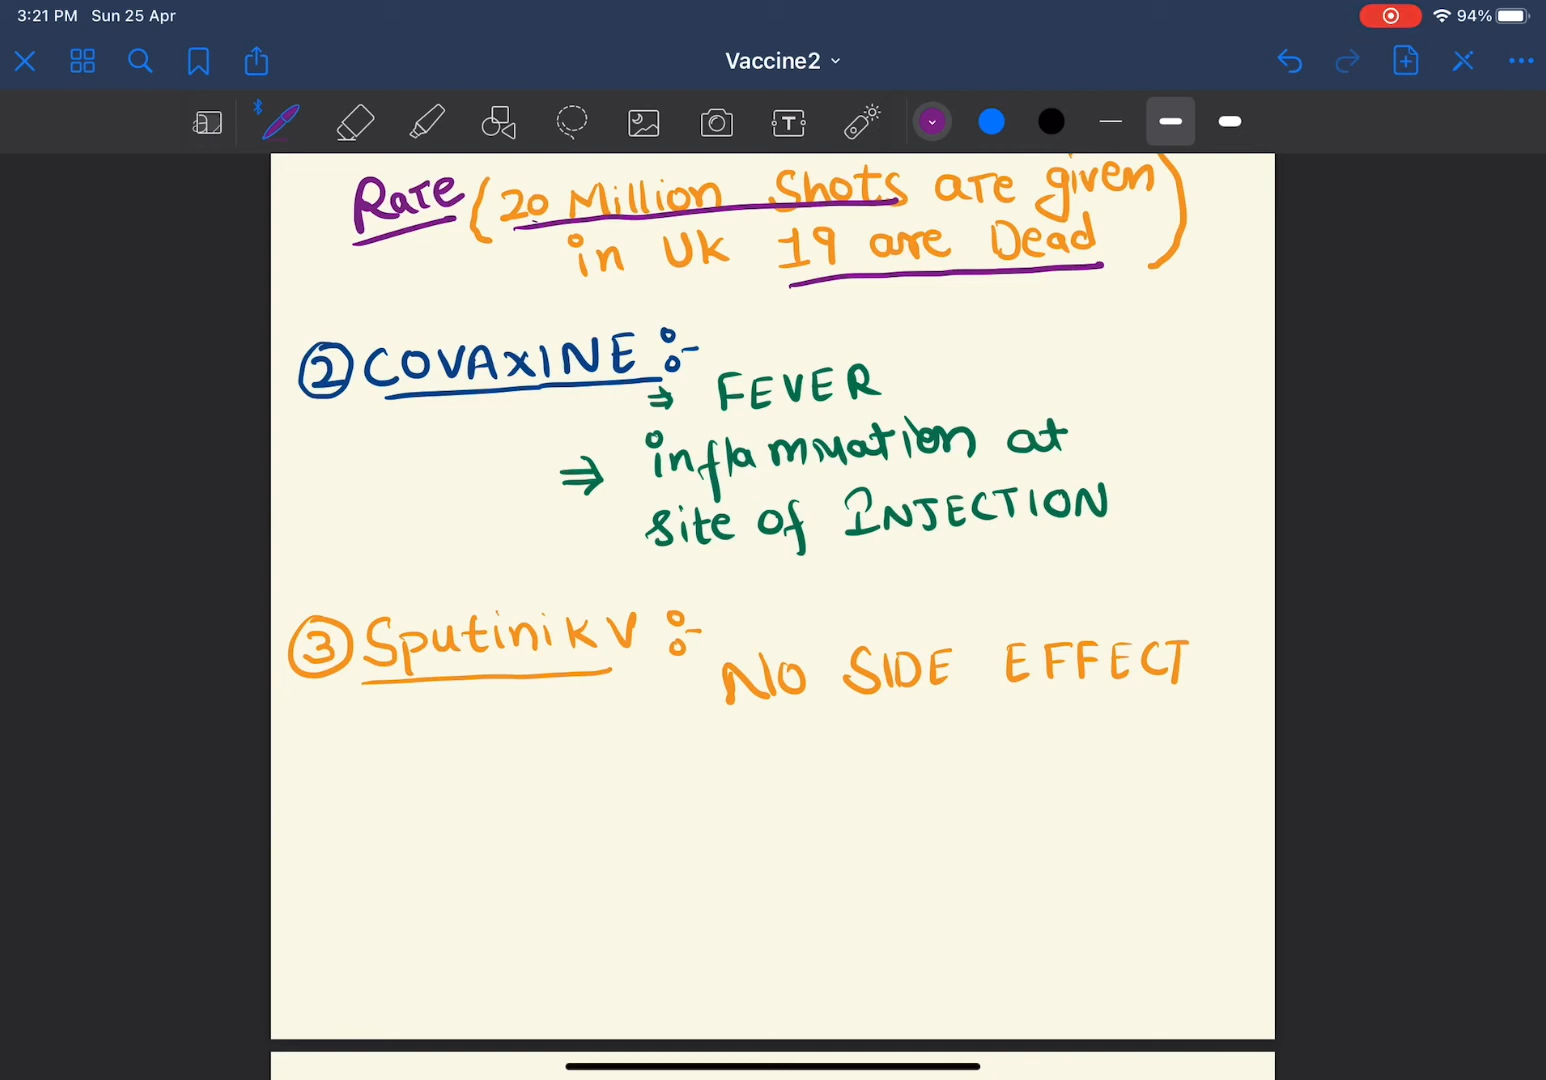 3:21 PM Sun 25 Apr
94%
Vaccine2
T
Rate (20 Million Shots are given
in UK 19 are Dead)
2 COVAXINE :-
⇒ FEVER
⇒ inflammation at
site of INJECTION
3 Sputinik V :-
NO SIDE EFFECT